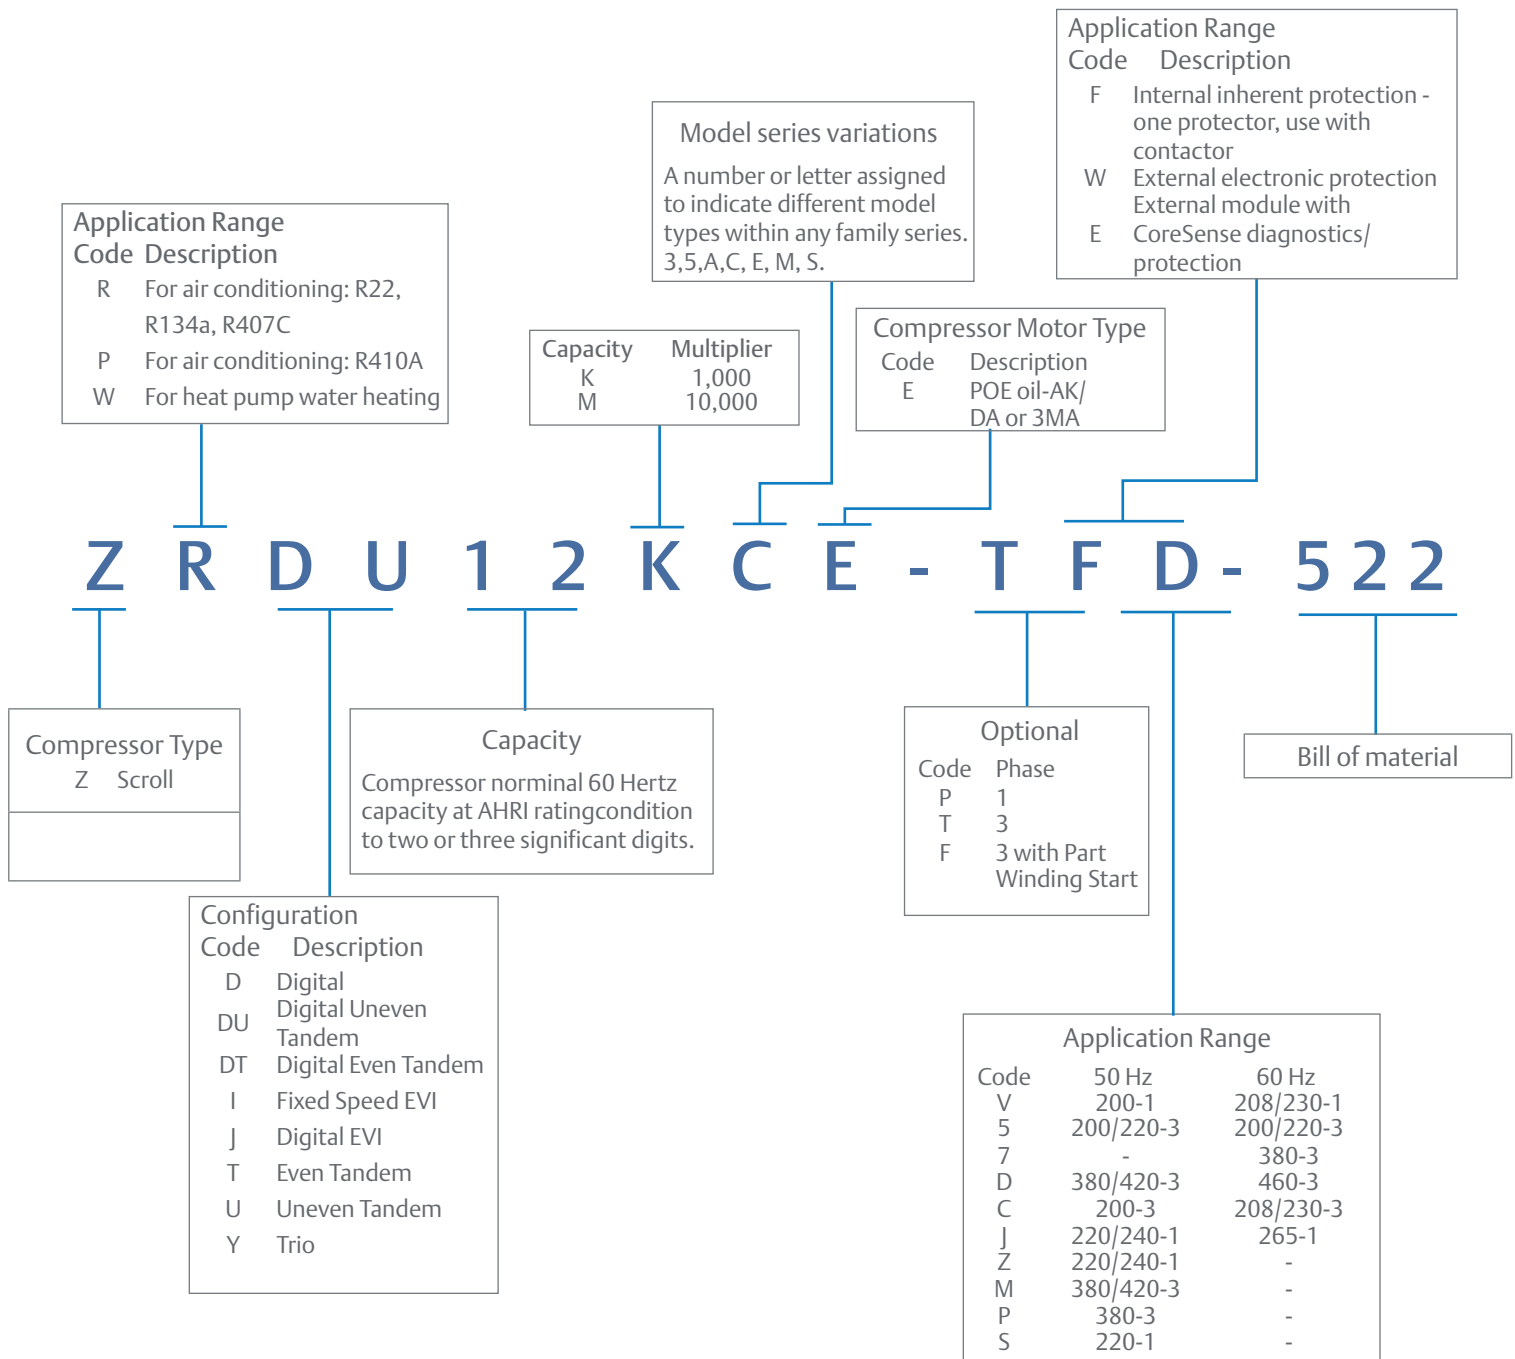 Application Range
Code Description
F Internal inherent protection -
one protector, use with
contactor
W External electronic protection
External module with
E CoreSense diagnostics/
protection
Model series variations
A number or letter assigned
to indicate different model
types within any family series.
3,5,A,C, E, M, S.
Application Range
Code Description
R For air conditioning: R22,
R134a, R407C
P For air conditioning: R410A
W For heat pump water heating
Capacity Multiplier
K 1,000
M 10,000
Compressor Motor Type
Code Description
E POE oil-AK/
DA or 3MA
Z R D U 1 2 K C E - T F D - 5 2 2
Compressor Type
Z Scroll
Capacity
Compressor norminal 60 Hertz
capacity at AHRI ratingcondition
to two or three significant digits.
Optional
Code Phase
P 1
T 3
F 3 with Part
Winding Start
Bill of material
Configuration
Code Description
D Digital
DU Digital Uneven
Tandem
DT Digital Even Tandem
I Fixed Speed EVI
J Digital EVI
T Even Tandem
U Uneven Tandem
Y Trio
Application Range
Code 50 Hz 60 Hz
V 200-1 208/230-1
5 200/220-3 200/220-3
7 - 380-3
D 380/420-3 460-3
C 200-3 208/230-3
J 220/240-1 265-1
Z 220/240-1 -
M 380/420-3 -
P 380-3 -
S 220-1 -